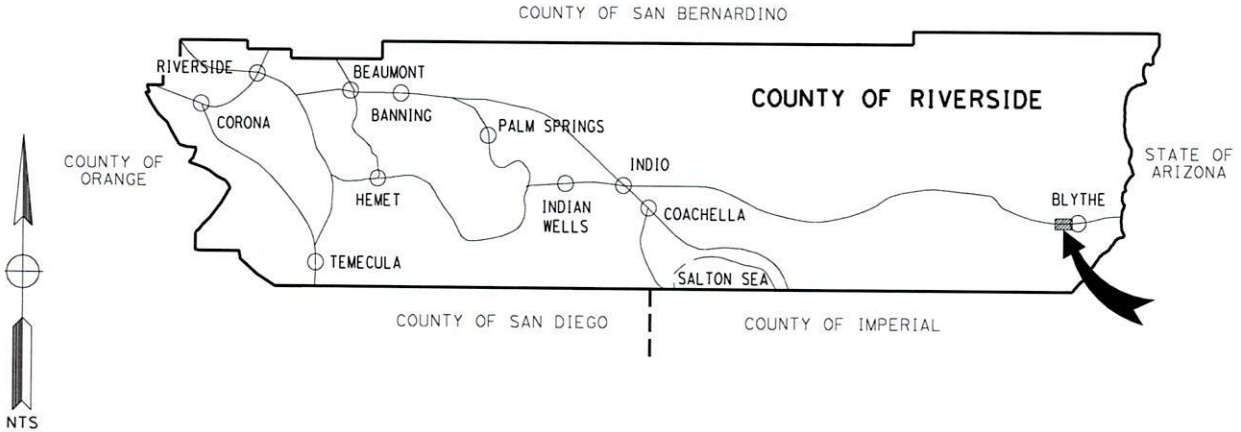 COUNTY OF SAN BERNARDINO
RIVERSIDE
BEAUMONT
COUNTY OF RIVERSIDE
CORONA
BANNING
PALM SPRINGS
COUNTY OF
ORANGE
INDIO
STATE OF
ARIZONA
HEMET
INDIAN
WELLS
COACHELLA
BLYTHE
TEMECULA
SALTON SEA
COUNTY OF SAN DIEGO
COUNTY OF IMPERIAL
NTS